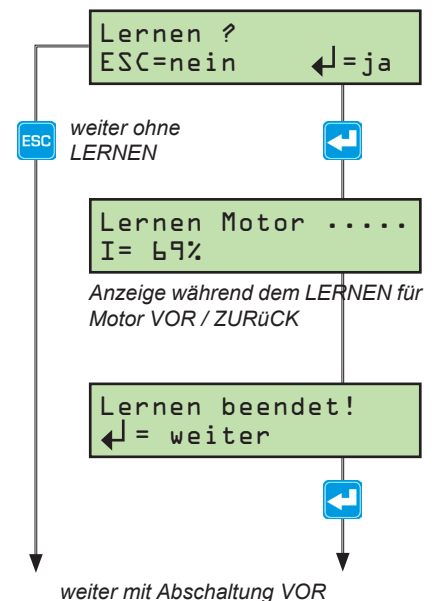 Lernen ?
ESC=nein ↲=ja
ESC
weiter ohne
LERNEN
Lernen Motor .....
I= 69%
Anzeige während dem LERNEN für
Motor VOR / ZURüCK
Lernen beendet!
↲= weiter
weiter mit Abschaltung VOR